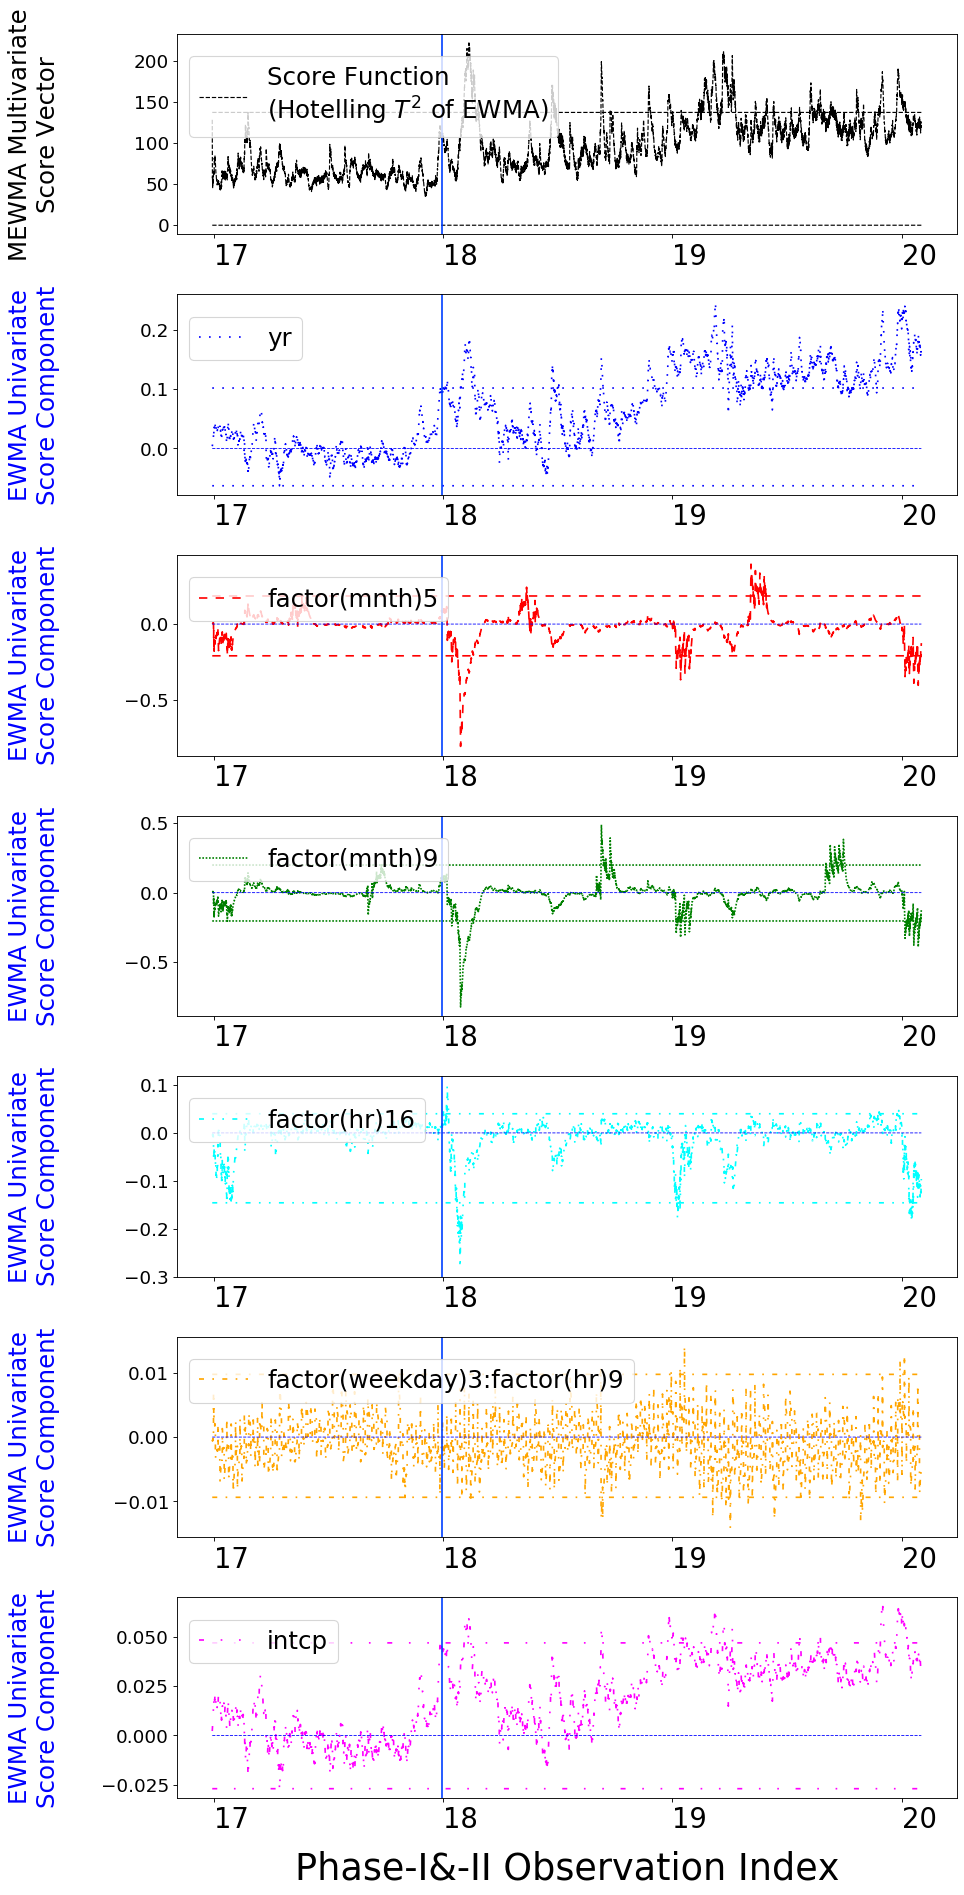 MEWMA Multivariate
Score Vector
200
150
100
50
0
Score Function
(Hotelling T² of EWMA)
17 18 19 20
EWMA Univariate
Score Component
0.2
0.1
0.0
yr
17 18 19 20
EWMA Univariate
Score Component
0.0
−0.5
factor(mnth)5
17 18 19 20
EWMA Univariate
Score Component
0.5
0.0
−0.5
factor(mnth)9
17 18 19 20
EWMA Univariate
Score Component
0.1
0.0
−0.1
−0.2
−0.3
factor(hr)16
17 18 19 20
EWMA Univariate
Score Component
0.01
0.00
−0.01
factor(weekday)3:factor(hr)9
17 18 19 20
EWMA Univariate
Score Component
0.050
0.025
0.000
−0.025
intcp
17 18 19 20
Phase-I&-II Observation Index